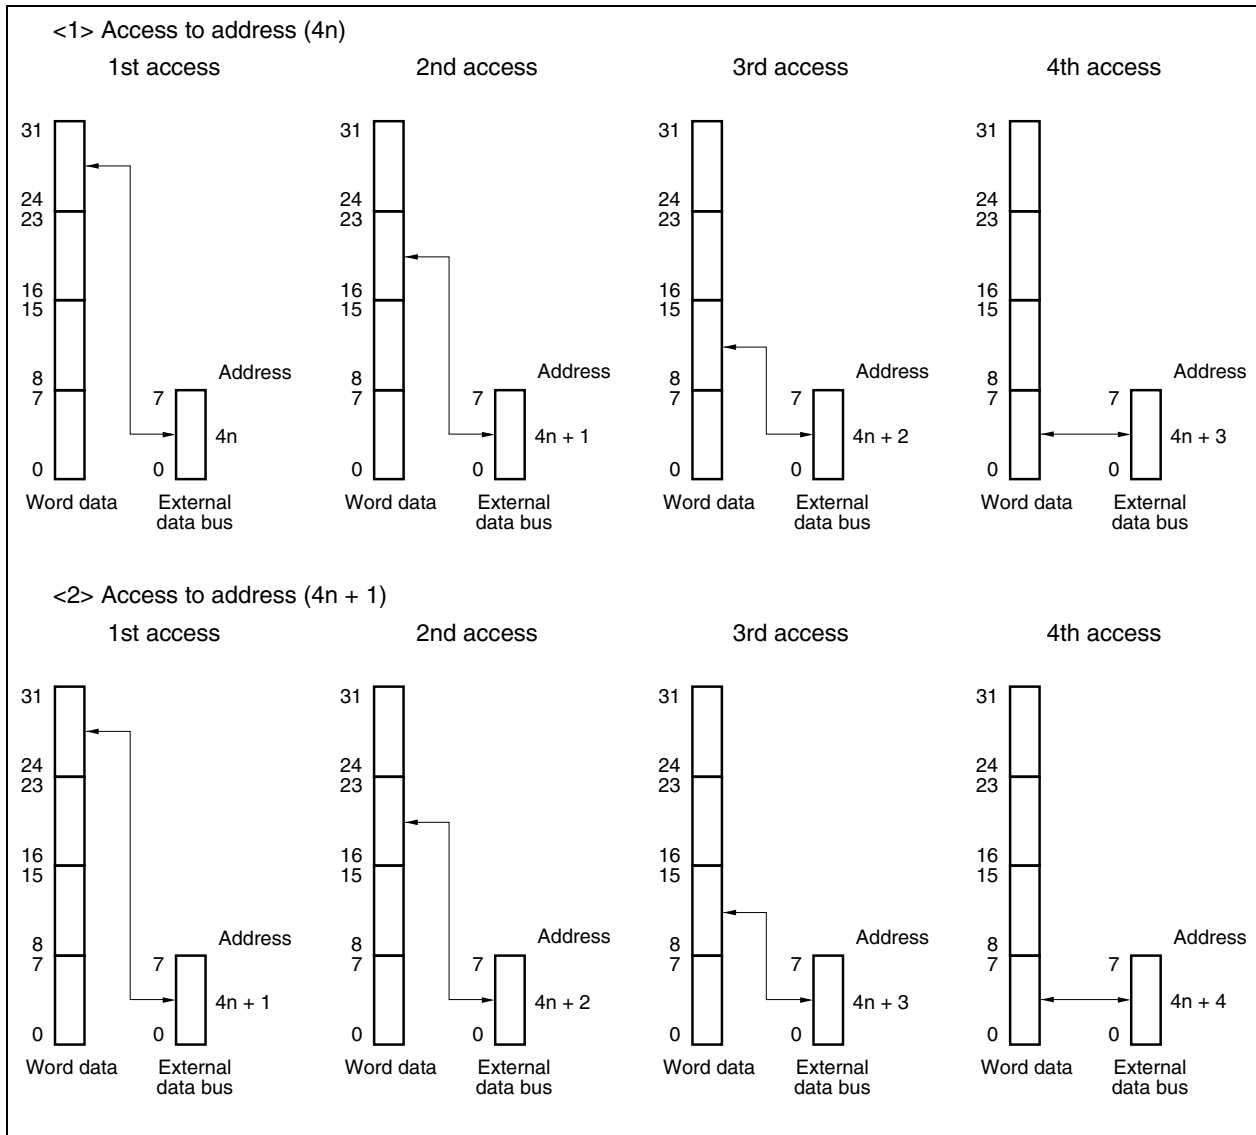 <1> Access to address (4n)
1st access 2nd access 3rd access 4th access
31 31 31 31
24 24 24 24
23 23 23 23
16 16 16 16
15 15 15 15
Address Address Address Address
8 8 8 8
7 7 7 7 7 7 7 7
4n 4n + 1 4n + 2 4n + 3
0 0 0 0 0 0 0 0
Word data External Word data External Word data External Word data External
data bus data bus data bus data bus
<2> Access to address (4n + 1)
1st access 2nd access 3rd access 4th access
31 31 31 31
24 24 24 24
23 23 23 23
16 16 16 16
15 15 15 15
Address Address Address Address
8 8 8 8
7 7 7 7 7 7 7 7
4n + 1 4n + 2 4n + 3 4n + 4
0 0 0 0 0 0 0 0
Word data External Word data External Word data External Word data External
data bus data bus data bus data bus